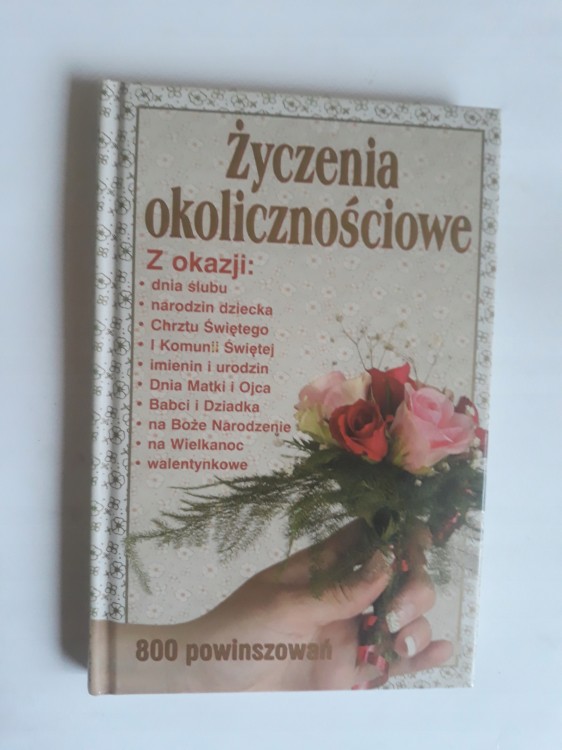 Życzenia
okolicznościowe
Z okazji:
• dnia ślubu
• narodzin dziecka
• Chrztu Świętego
• I Komunii Świętej
• imienin i urodzin
• Dnia Matki i Ojca
• Babci i Dziadka
• na Boże Narodzenie
• na Wielkanoc
• walentynkowe
800 powinszowań